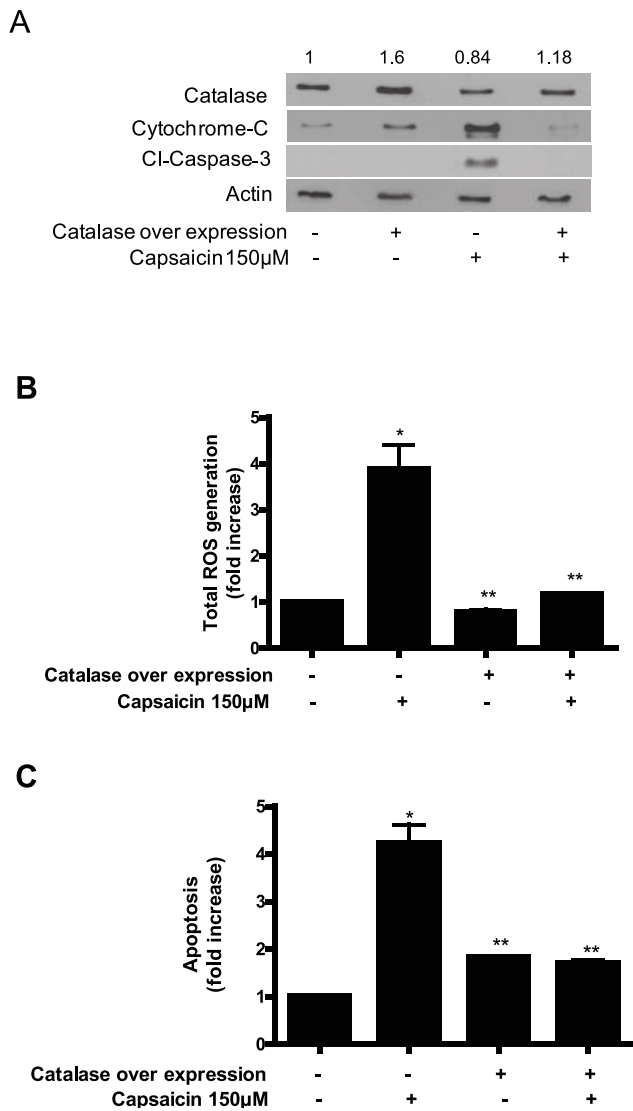 A
1 1.6 0.84 1.18
Catalase
Cytochrome-C
Cl-Caspase-3
Actin
Catalase over expression - + - +
Capsaicin 150µM - - + +
B
Total ROS generation
(fold increase)
5
4
3
2
1
0
*
**
**
Catalase over expression - - + +
Capsaicin 150µM - + - +
C
Apoptosis
(fold increase)
5
4
3
2
1
0
*
**
**
Catalase over expression - - + +
Capsaicin 150µM - + - +